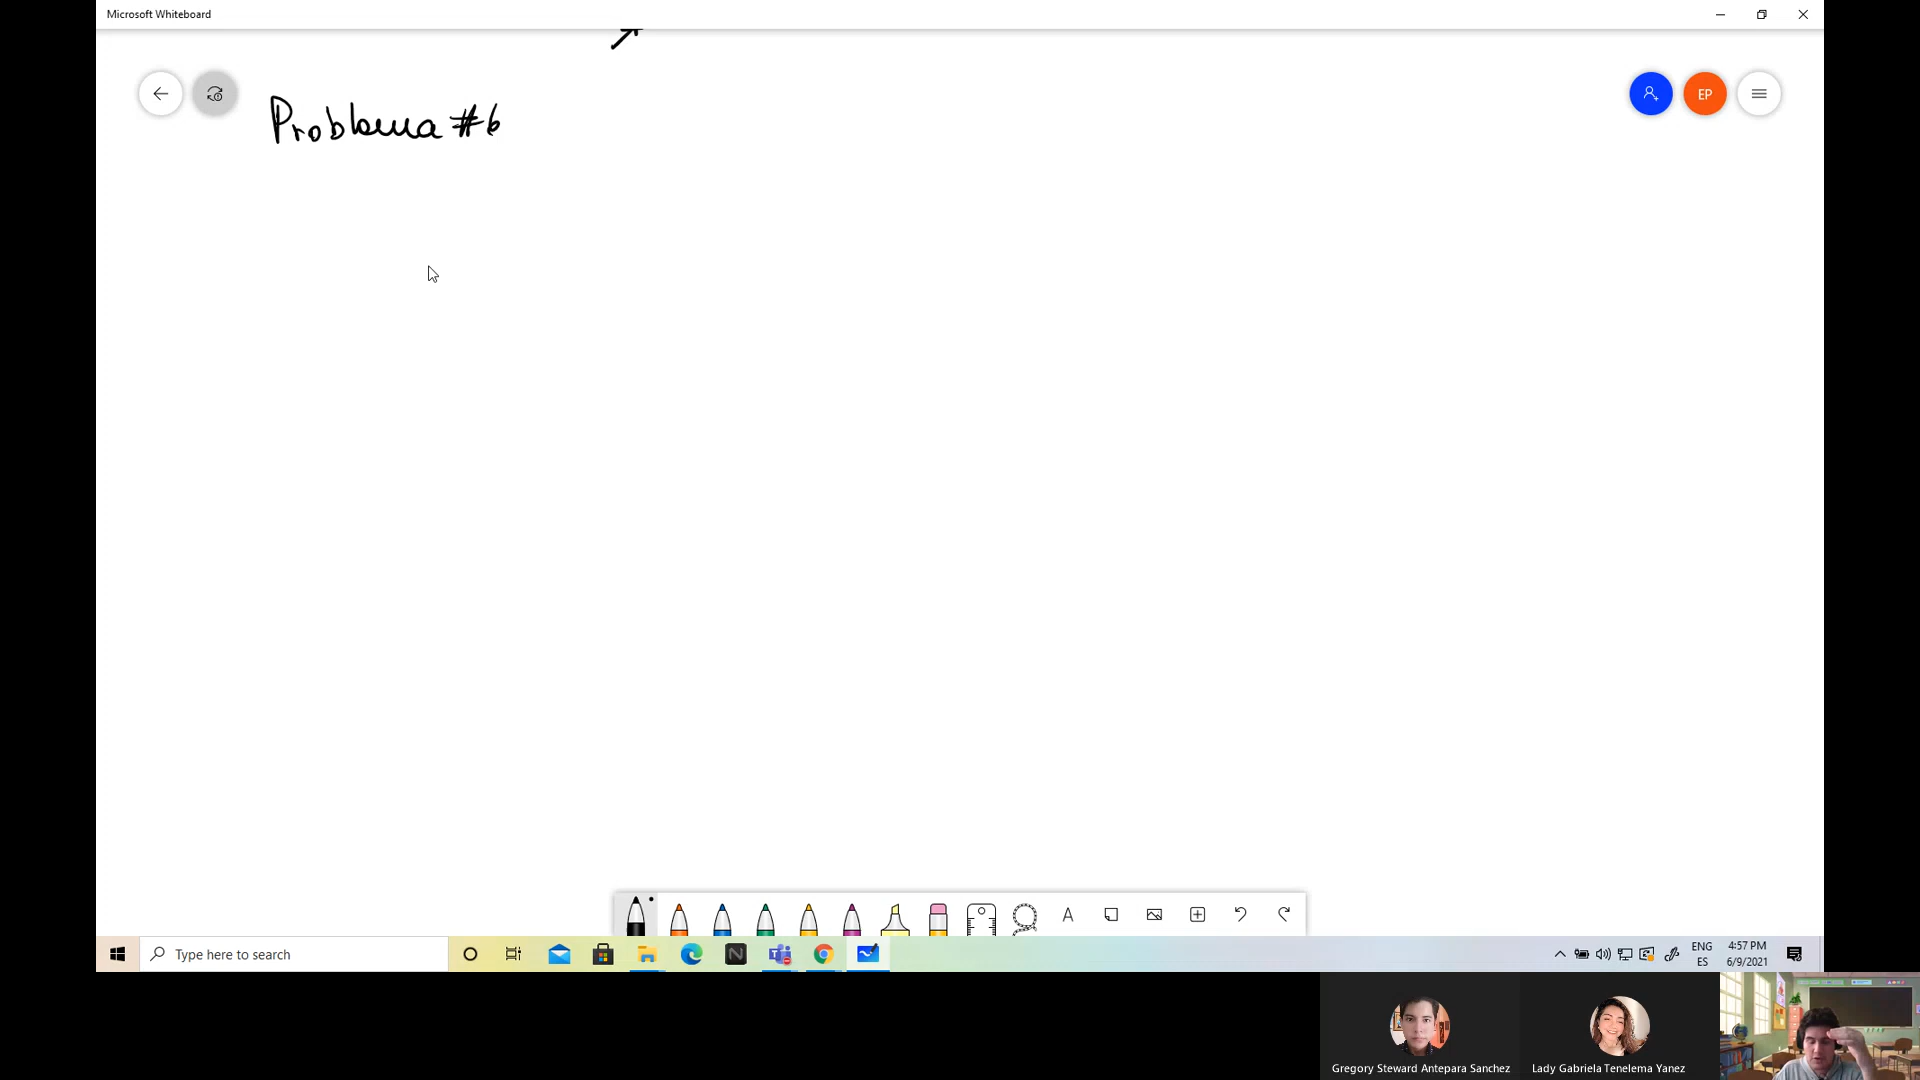 Microsoft Whiteboard
EP
Problema #6
A
Type here to search
N
T
ENG
ES
4:57 PM
6/9/2021
Gregory Steward Antepara Sanchez
Lady Gabriela Tenelema Yanez